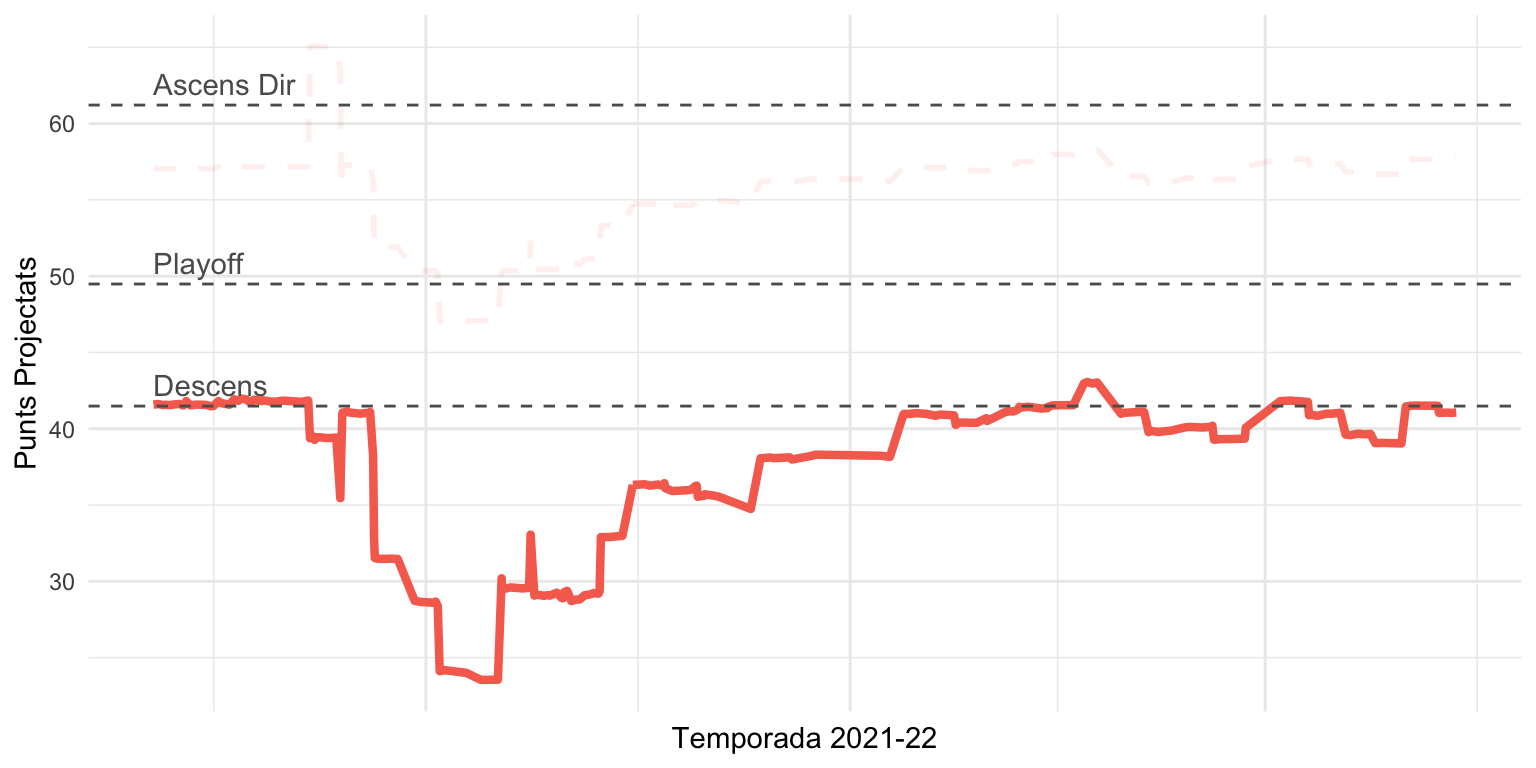 Ascens Dir
60
Playoff
50
Descens
40
30
Punts Projectats
Temporada 2021-22